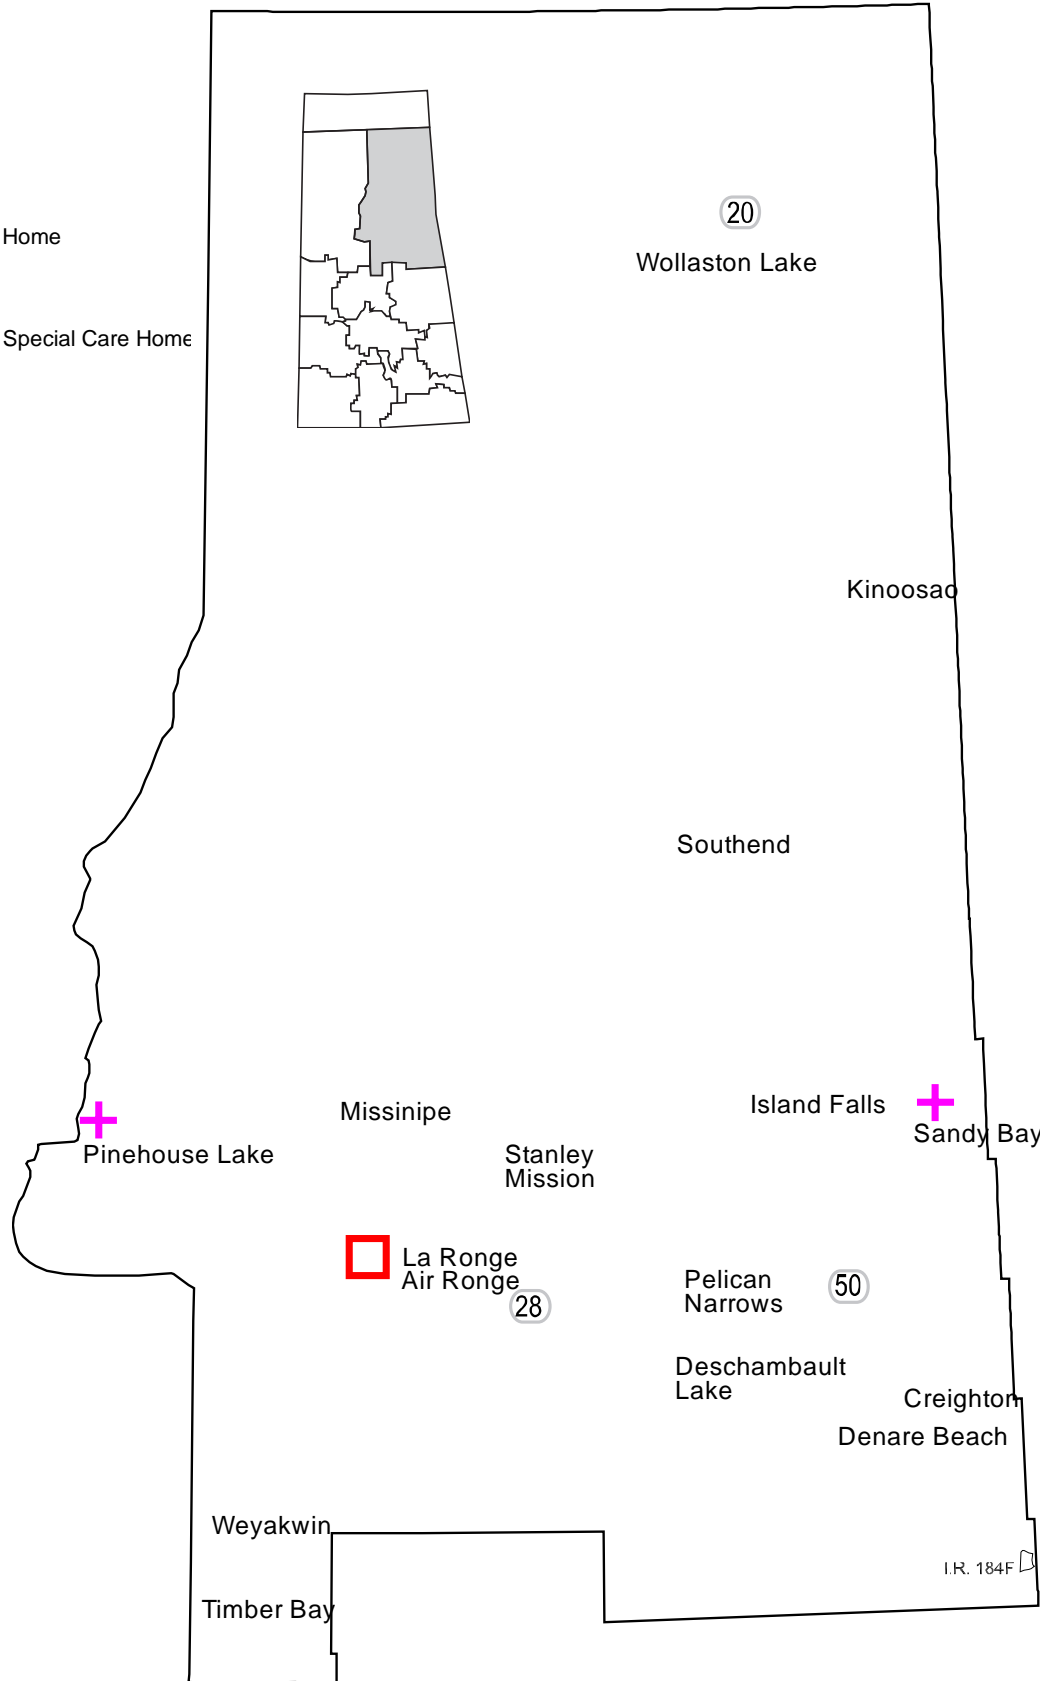 20
Home
Wollaston Lake
Special Care Home
Kinoosao
Southend
Missinipe
Island Falls
Sandy Bay
Pinehouse Lake
Stanley
Mission
La Ronge
Air Ronge
28
Pelican
Narrows
50
Deschambault
Lake
Creighton
Denare Beach
Weyakwin
I.R. 184F
Timber Bay